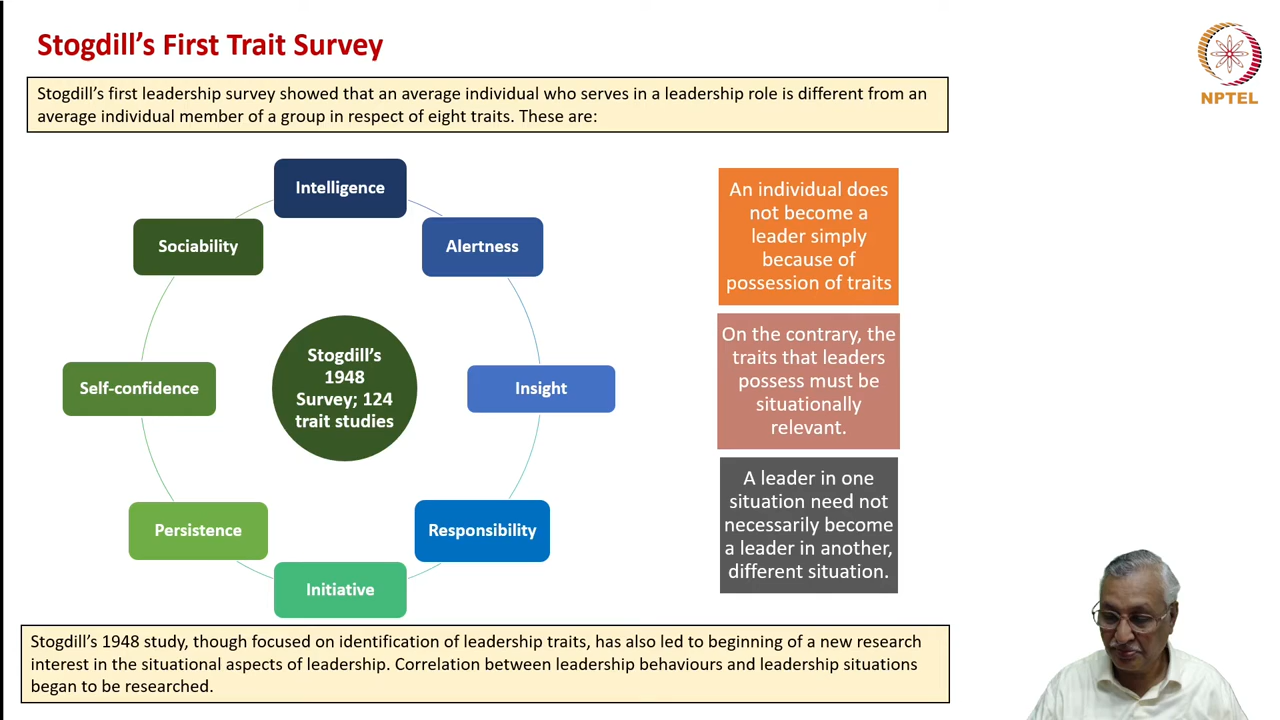 Stogdill's First Trait Survey
NPTEL
Stogdill's first leadership survey showed that an average individual who serves in a leadership role is different from an
average individual member of a group in respect of eight traits. These are:
Intelligence
Alertness
Insight
Responsibility
Initiative
Persistence
Self-confidence
Sociability
Stogdill's
1948
Survey; 124
trait studies
An individual does
not become a
leader simply
because of
possession of traits
On the contrary, the
traits that leaders
possess must be
situationally
relevant.
A leader in one
situation need not
necessarily become
a leader in another,
different situation.
Stogdill's 1948 study, though focused on identification of leadership traits, has also led to beginning of a new research
interest in the situational aspects of leadership. Correlation between leadership behaviours and leadership situations
began to be researched.